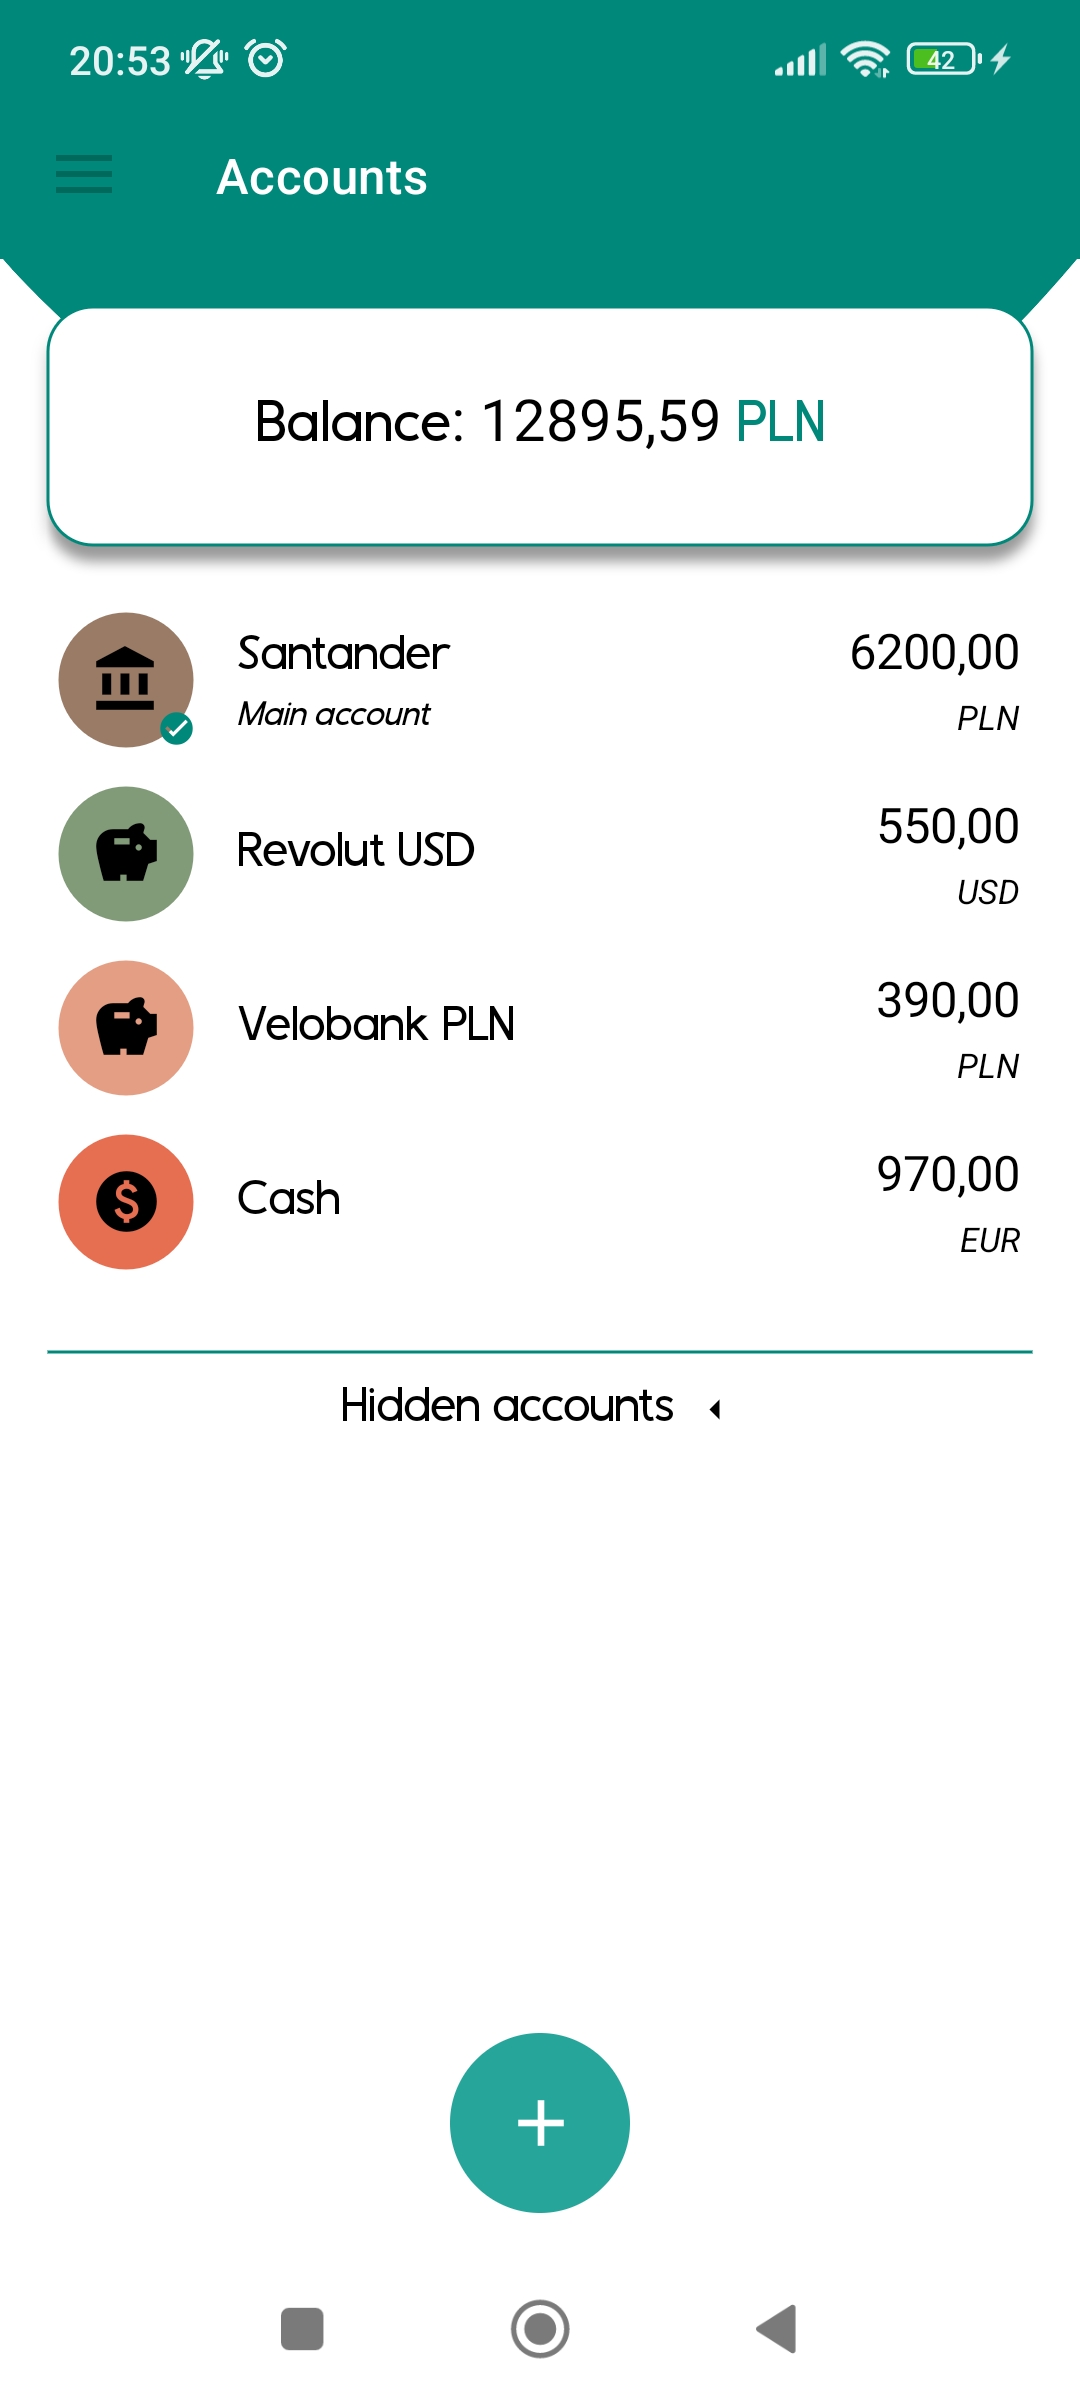 20:53
42
Accounts
Balance: 12895,59 PLN
Santander
6200,00
Main account
PLN
Revolut USD
550,00
USD
Velobank PLN
390,00
PLN
Cash
970,00
EUR
Hidden accounts